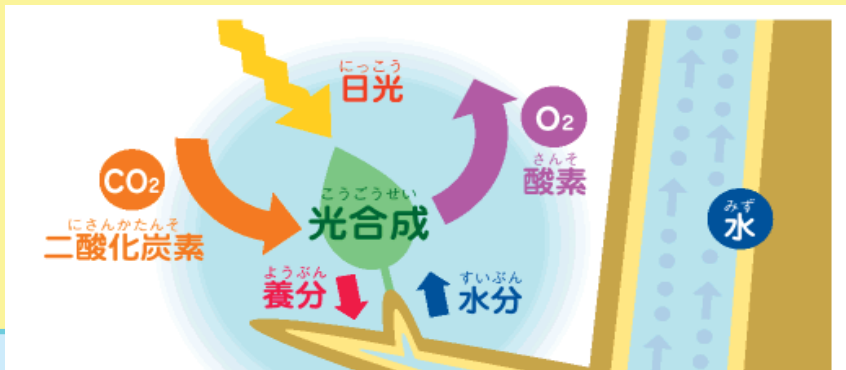 にっこう
日光
CO2
にさんかたんそ
二酸化炭素
O2
さんそ
酸素
こうごうせい
光合成
ようぶん
養分
すいぶん
水分
みず
水